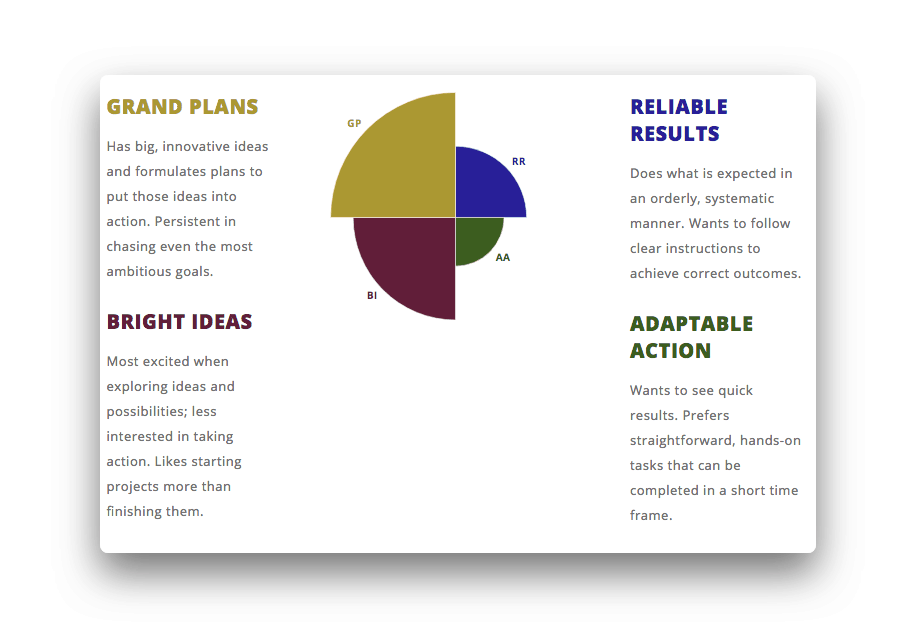 GRAND PLANS
Has big, innovative ideas
and formulates plans to
put those ideas into
action. Persistent in
chasing even the most
ambitious goals.
BRIGHT IDEAS
Most excited when
exploring ideas and
possibilities; less
interested in taking
action. Likes starting
projects more than
finishing them.
GP
RR
AA
BI
RELIABLE
RESULTS
Does what is expected in
an orderly, systematic
manner. Wants to follow
clear instructions to
achieve correct outcomes.
ADAPTABLE
ACTION
Wants to see quick
results. Prefers
straightforward, hands-on
tasks that can be
completed in a short time
frame.